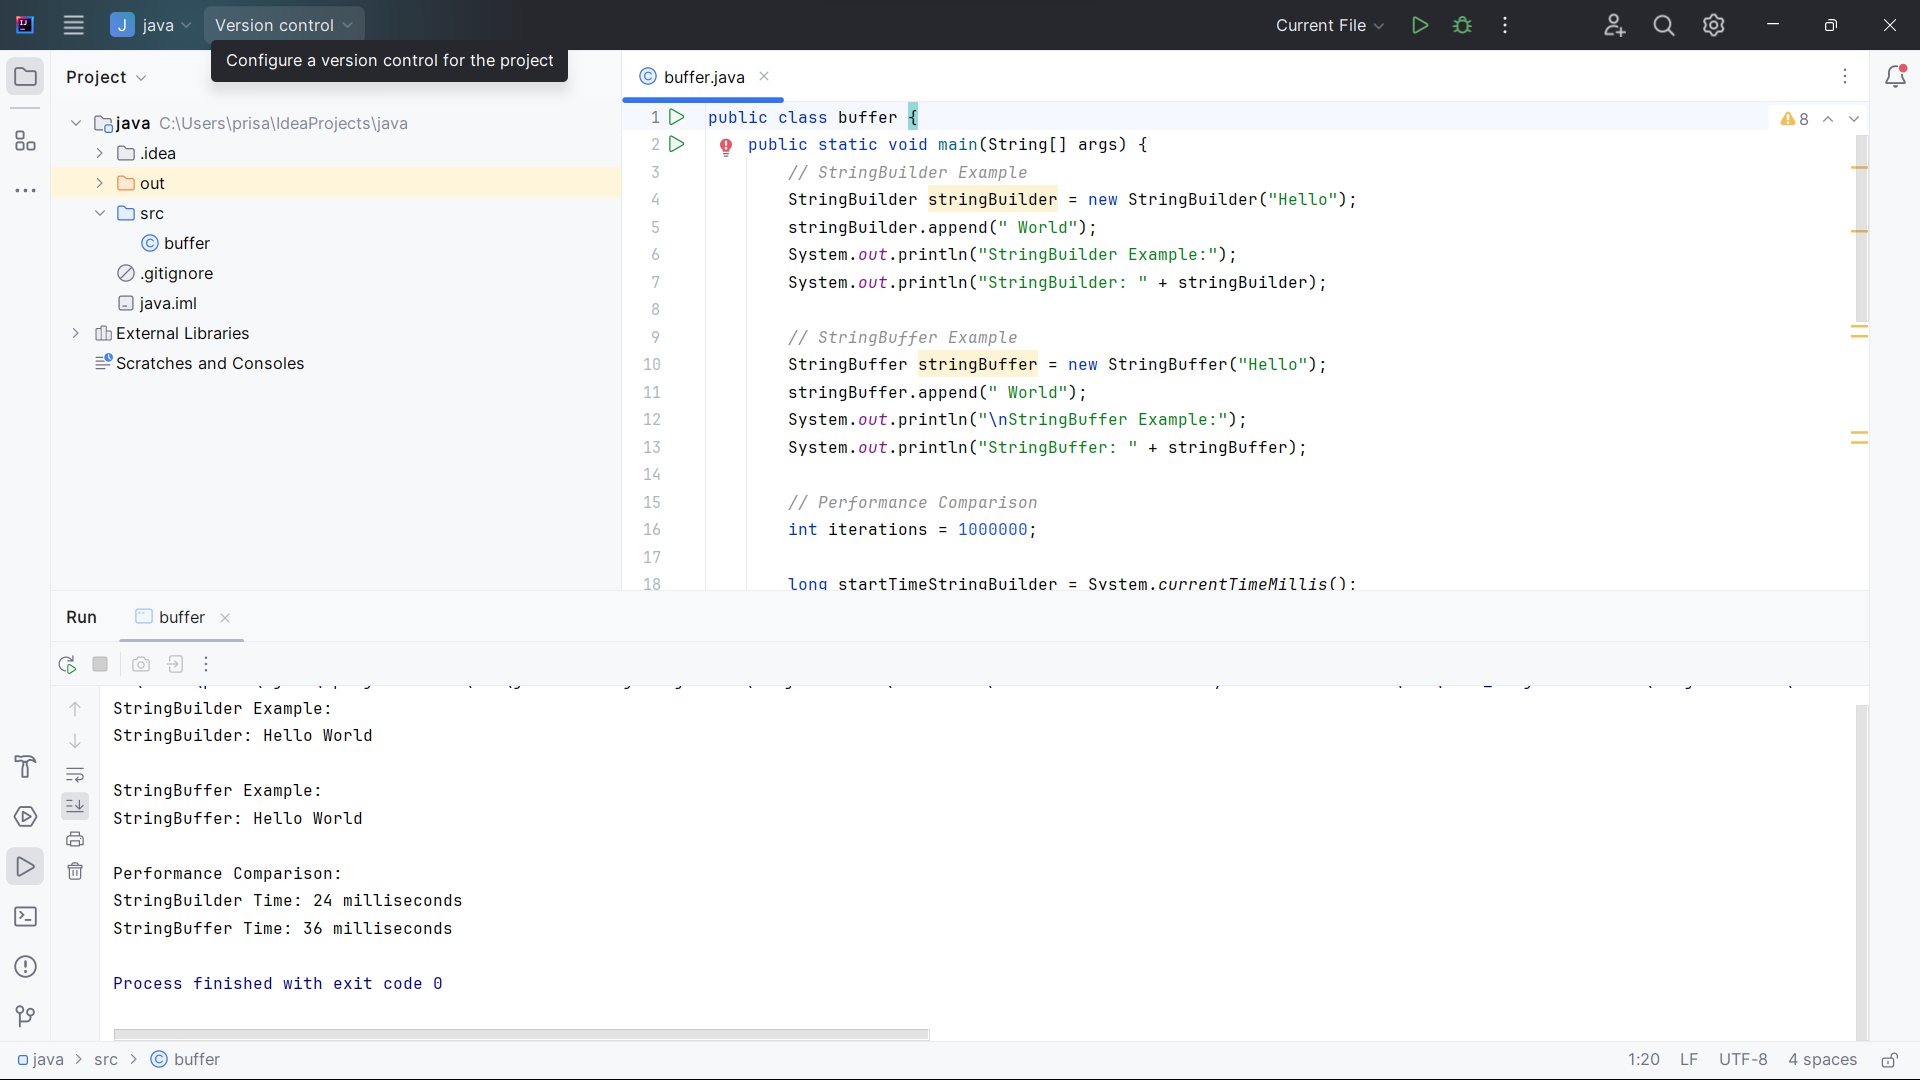 J java Version control Current File
Configure a version control for the project
Project
buffer.java
java C:\Users\prisa\IdeaProjects\java
.idea
out
src
buffer
.gitignore
java.iml
External Libraries
Scratches and Consoles
8
1 public class buffer {
2 public static void main(String[] args) {
3 // StringBuilder Example
4 StringBuilder stringBuilder = new StringBuilder("Hello");
5 stringBuilder.append(" World");
6 System.out.println("StringBuilder Example:");
7 System.out.println("StringBuilder: " + stringBuilder);
8
9 // StringBuffer Example
10 StringBuffer stringBuffer = new StringBuffer("Hello");
11 stringBuffer.append(" World");
12 System.out.println("\nStringBuffer Example:");
13 System.out.println("StringBuffer: " + stringBuffer);
14
15 // Performance Comparison
16 int iterations = 1000000;
17
18 long startTimeStringBuilder = System.currentTimeMillis();
Run buffer
StringBuilder Example:
StringBuilder: Hello World
StringBuffer Example:
StringBuffer: Hello World
Performance Comparison:
StringBuilder Time: 24 milliseconds
StringBuffer Time: 36 milliseconds
Process finished with exit code 0
java > src > buffer
1:20 LF UTF-8 4 spaces